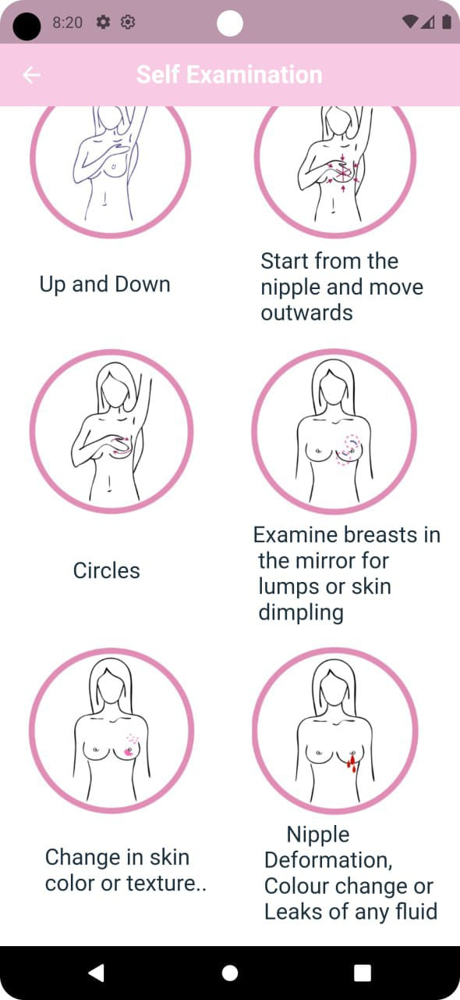 8:20
Self Examination
Up and Down
Start from the
nipple and move
outwards
Circles
Examine breasts in
the mirror for
lumps or skin
dimpling
Change in skin
color or texture..
Nipple
Deformation,
Colour change or
Leaks of any fluid